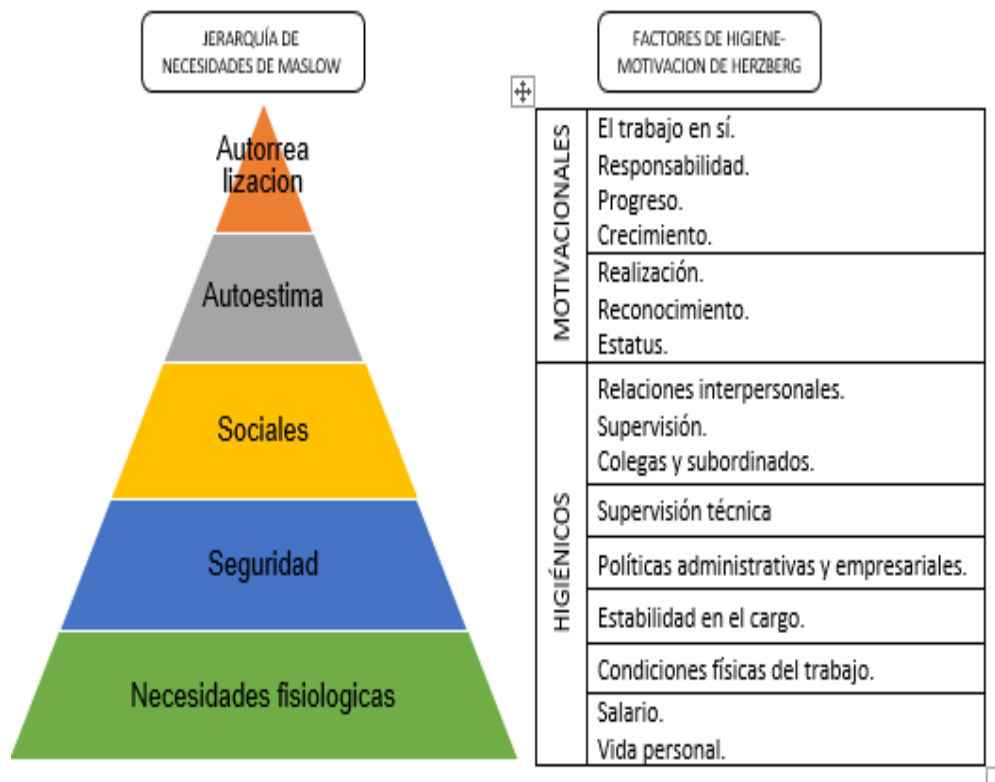 JERARQUÍA DE
NECESIDADES DE MASLOW
Autorrea
lizacion
Autoestima
Sociales
Seguridad
Necesidades fisiologicas
FACTORES DE HIGIENE-
MOTIVACION DE HERZBERG
MOTIVACIONALES
El trabajo en sí.
Responsabilidad.
Progreso.
Crecimiento.
Realización.
Reconocimiento.
Estatus.
HIGIÉNICOS
Relaciones interpersonales.
Supervisión.
Colegas y subordinados.
Supervisión técnica
Políticas administrativas y empresariales.
Estabilidad en el cargo.
Condiciones físicas del trabajo.
Salario.
Vida personal.